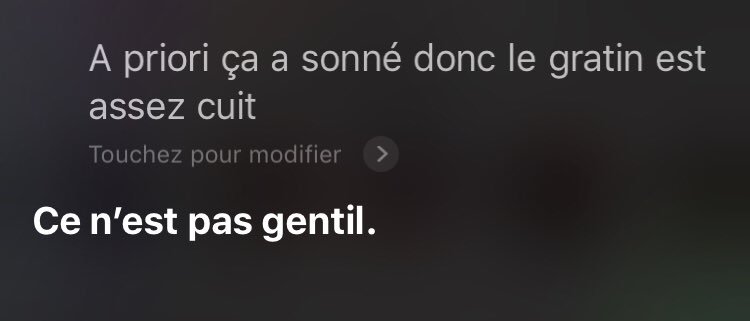 A priori ça a sonné donc le gratin est
assez cuit
Touchez pour modifier
Ce n’est pas gentil.